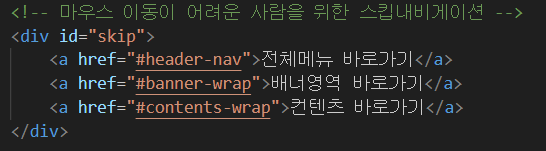 <!-- 마우스 이동이 어려운 사람을 위한 스킵내비게이션 -->
<div id="skip">
    <a href="#header-nav">전체메뉴 바로가기</a>
    <a href="#banner-wrap">배너영역 바로가기</a>
    <a href="#contents-wrap">컨텐츠 바로가기</a>
</div>